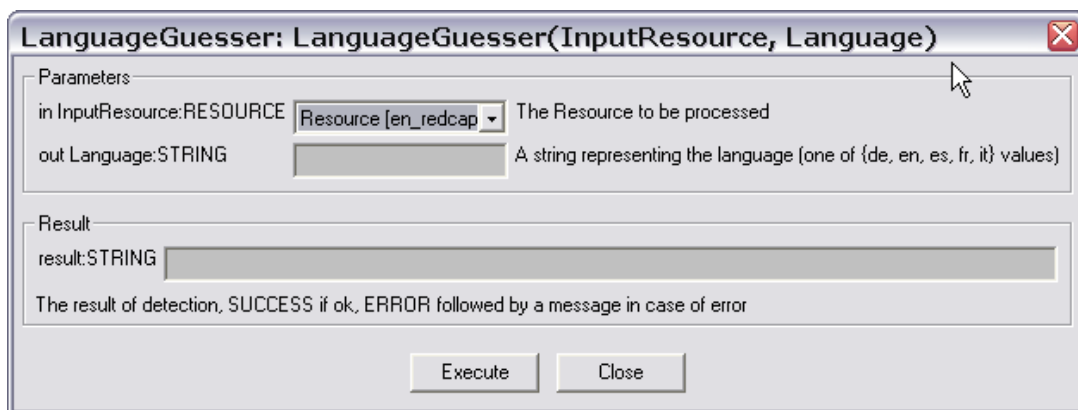 LanguageGuesser: LanguageGuesser(InputResource, Language)
Parameters
in InputResource:RESOURCE Resource [en_redcap The Resource to be processed
out Language:STRING A string representing the language (one of {de, en, es, fr, it} values)
Result
result:STRING
The result of detection, SUCCESS if ok, ERROR followed by a message in case of error
Execute Close